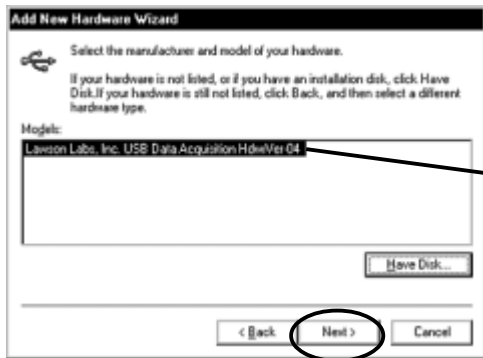 Add New Hardware Wizard
Select the manufacturer and model of your hardware.
If your hardware is not listed, or if you have an installation disk, click Have
Disk.If your hardware is still not listed, click Back, and then select a different
hardware type.
Models:
Lawson Labs, Inc. USB Data Acquisition HdwVer 04
Have Disk...
< Back Next > Cancel